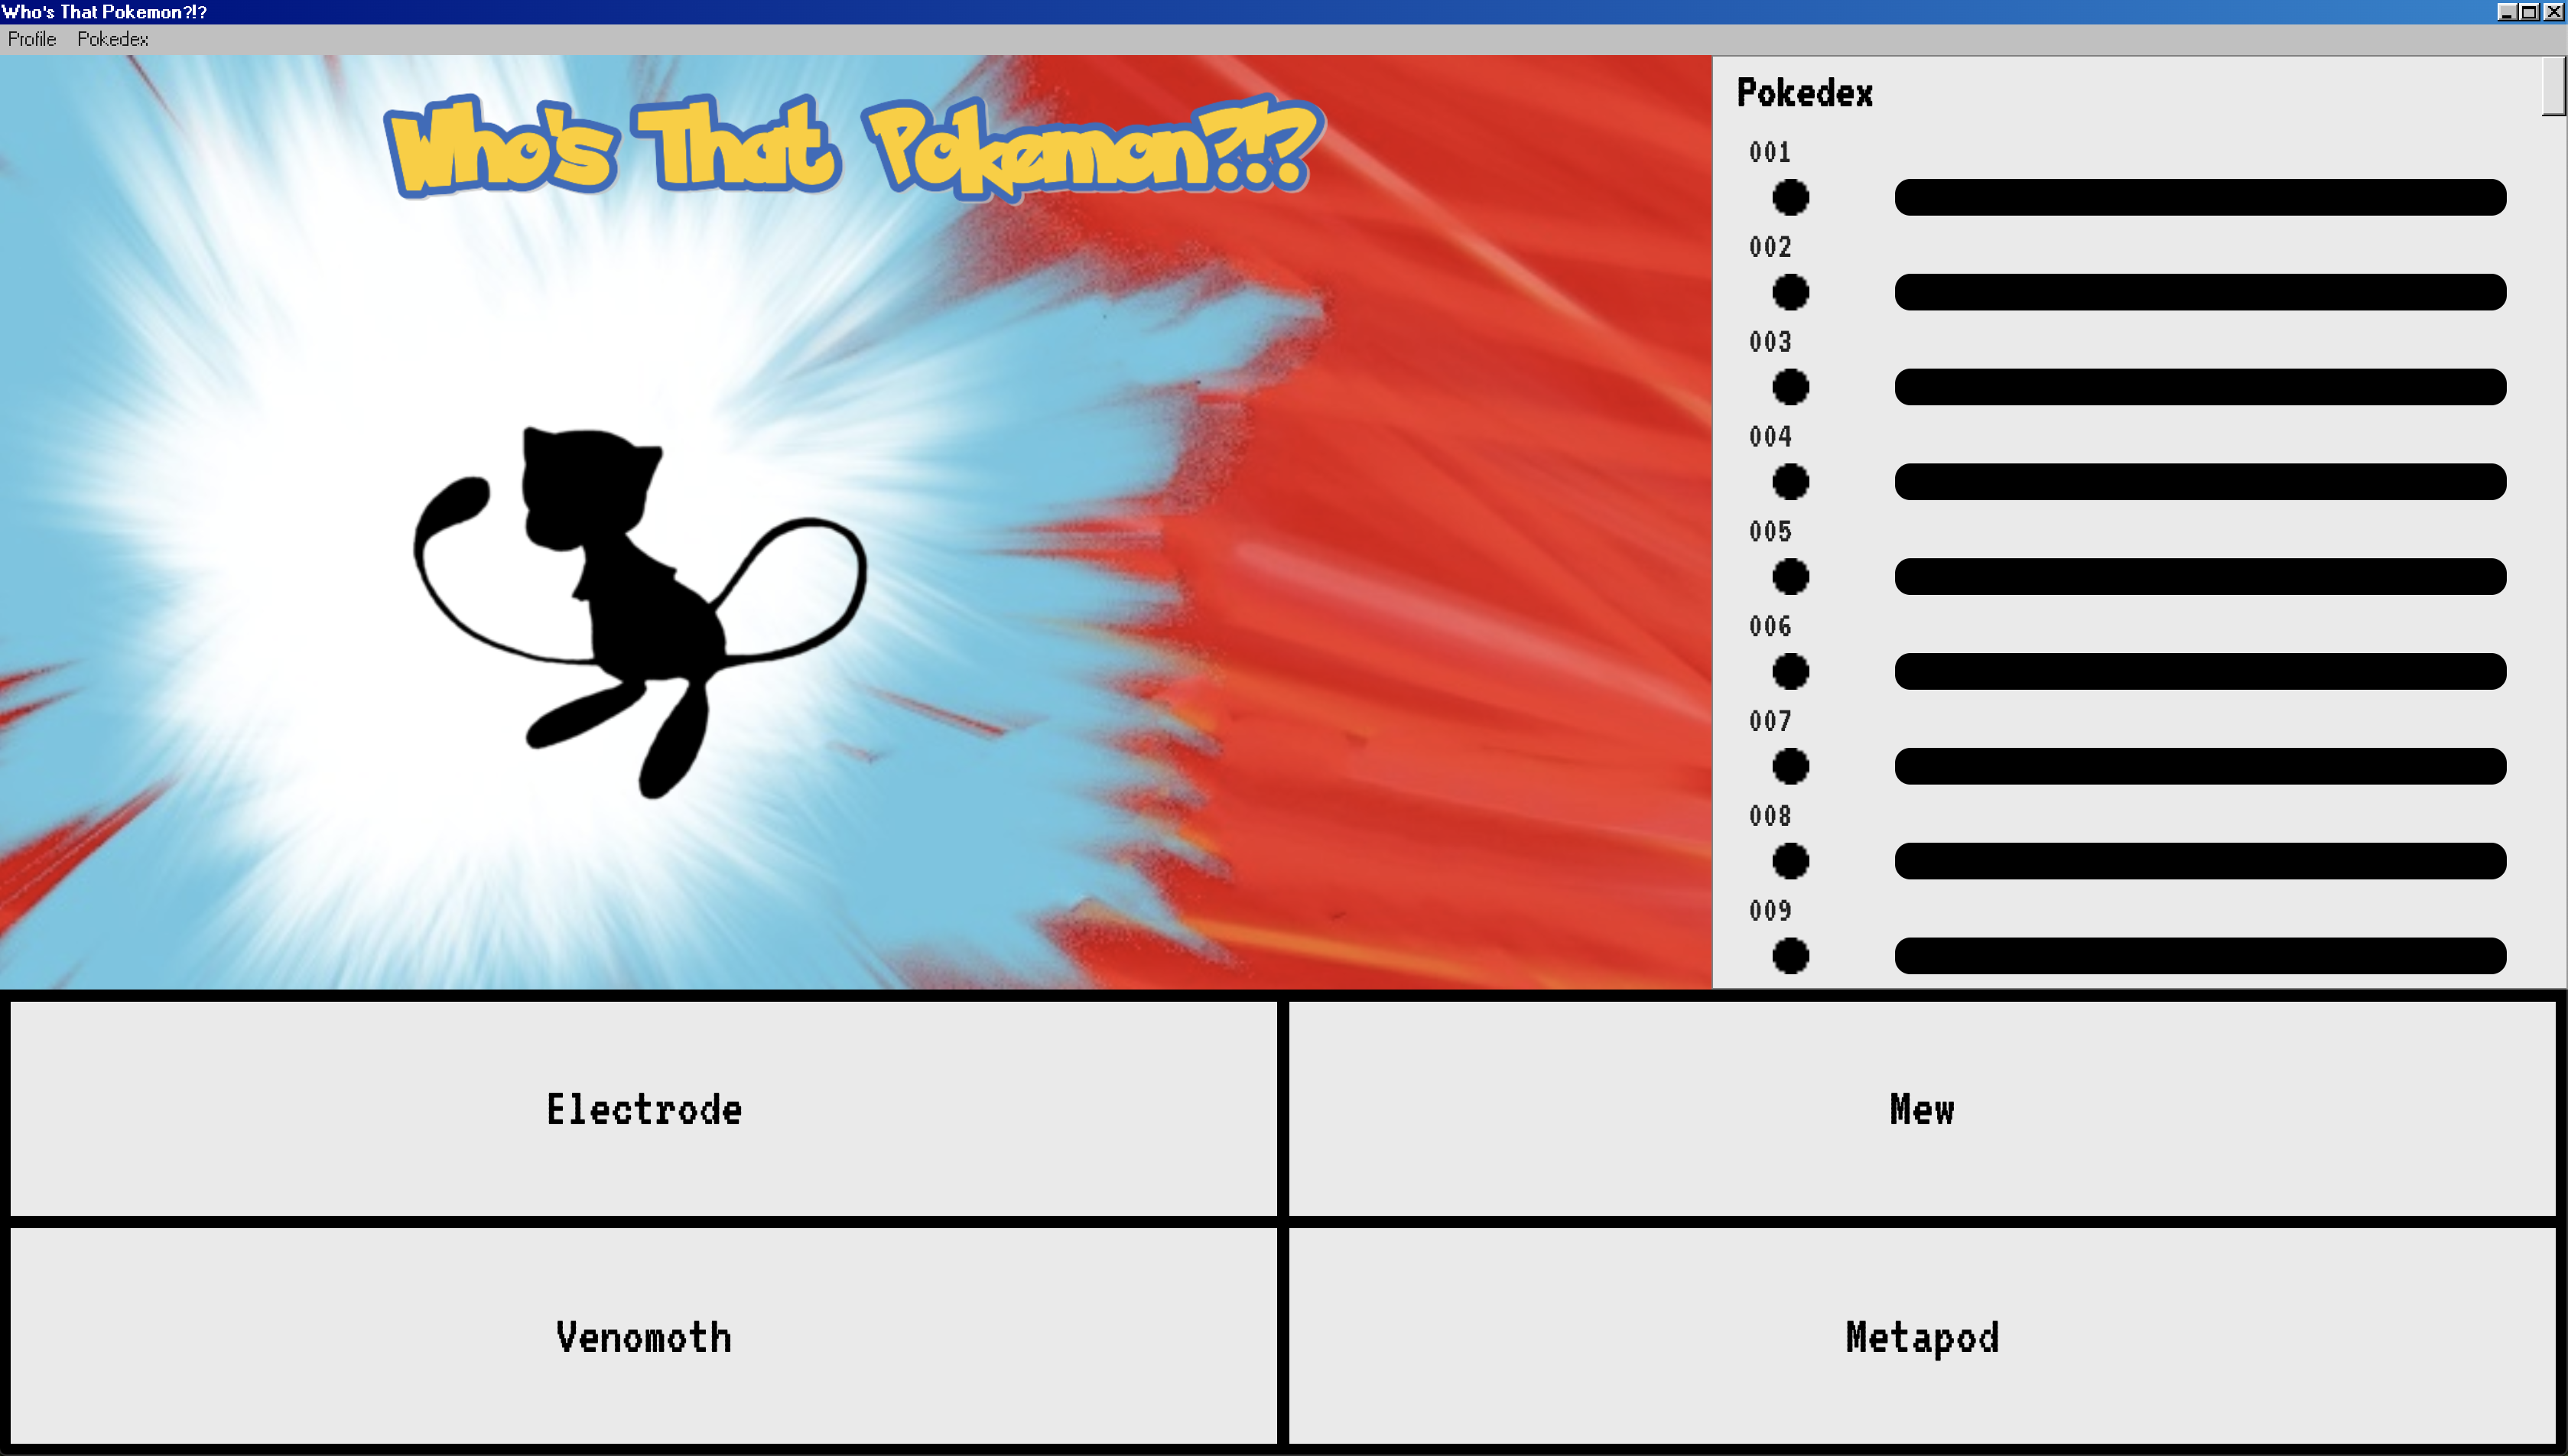 Who's That Pokemon?!?
Profile Pokedex
Who's That Pokemon?!?
Pokedex
001
002
003
004
005
006
007
008
009
Electrode
Mew
Venomoth
Metapod